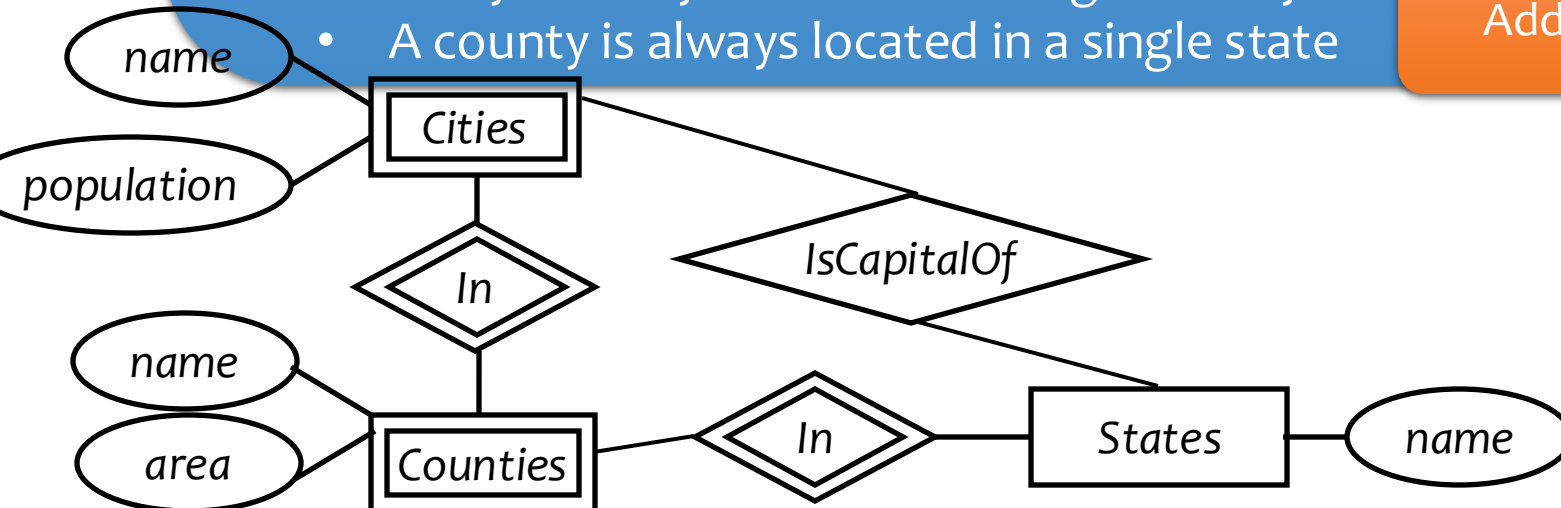 Add
• A county is always located in a single state
name
Cities
population
IsCapitalOf
In
name
In
States
name
area
Counties